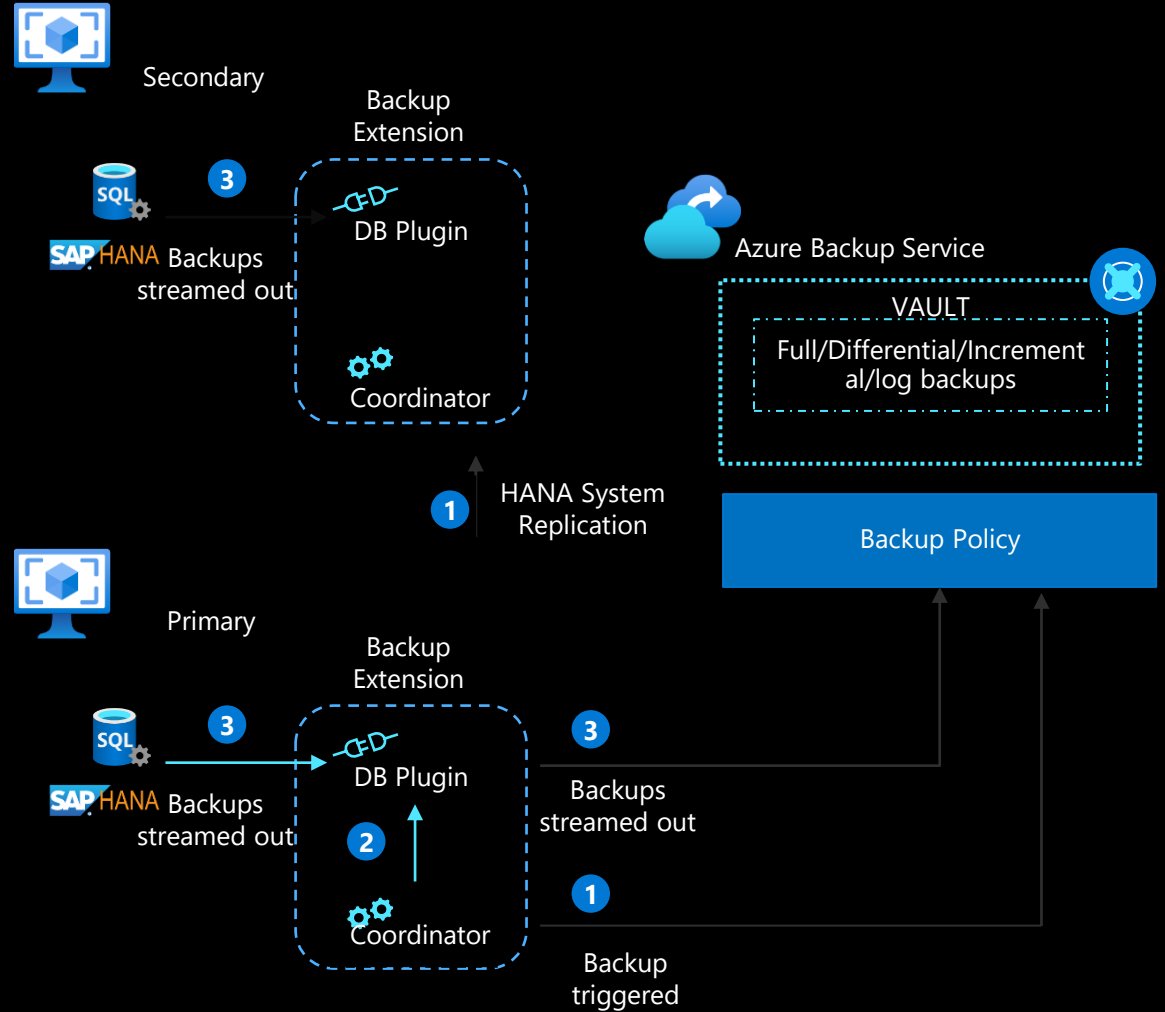 Secondary
Backup
Extension
3
SQL
DB Plugin
SAP HANA
Backups
streamed out
Coordinator
Azure Backup Service
VAULT
Full/Differential/Increment
al/log backups
1
HANA System
Replication
Backup Policy
Primary
Backup
Extension
3
SQL
DB Plugin
SAP HANA
Backups
streamed out
2
Coordinator
3
Backups
streamed out
1
Backup
triggered